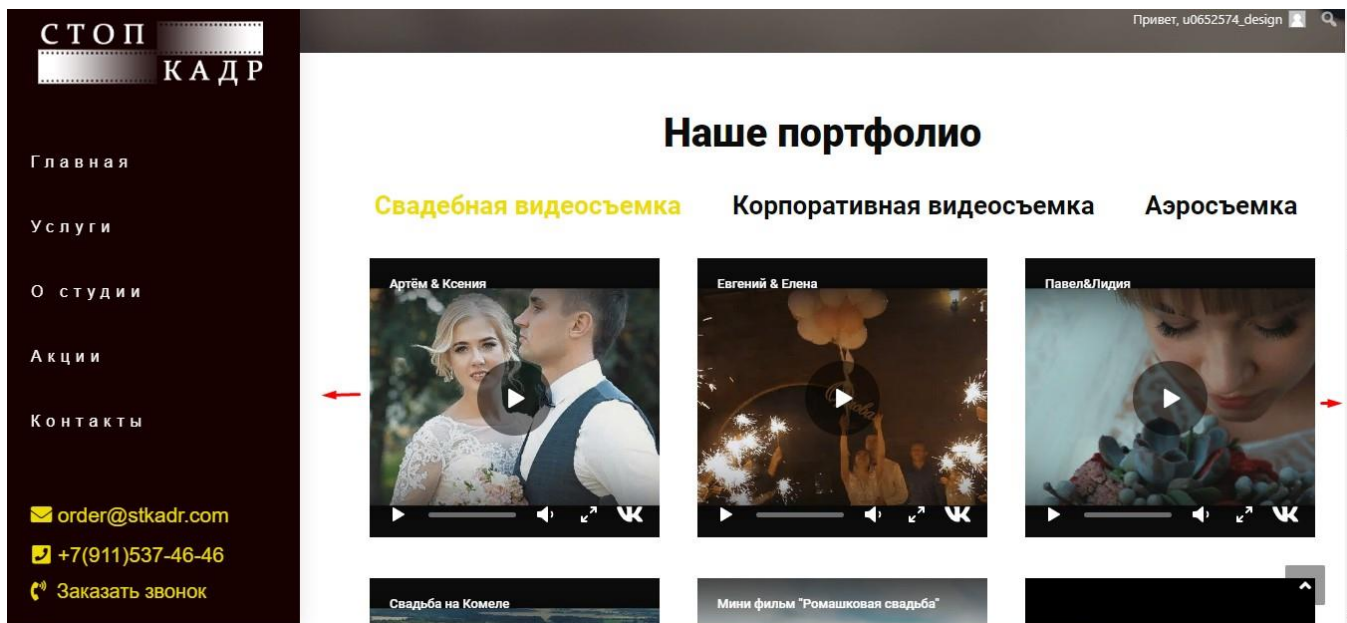 СТОП
КАДР
Главная
Услуги
О студии
Акции
Контакты
order@stkadr.com
+7(911)537-46-46
Заказать звонок
Привет, u0652574_design
Наше портфолио
Свадебная видеосъемка Корпоративная видеосъемка Аэросъемка
Артём & Ксения
Евгений & Елена
Павел&Лидия
Свадьба на Комеле
Мини фильм "Ромашковая свадьба"